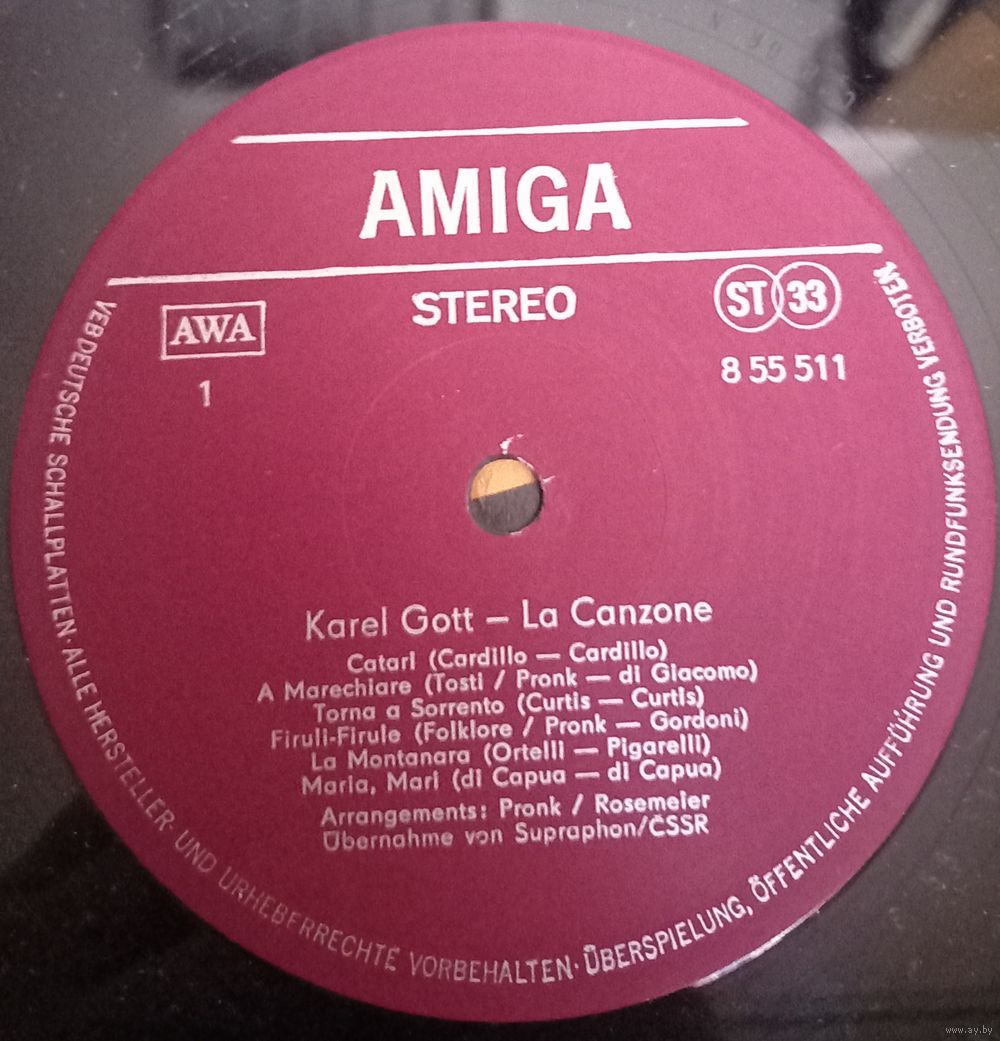 AMIGA
STEREO
AWA
ST 33
1
8 55 511
Karel Gott – La Canzone
Catari (Cardillo — Cardillo)
A Marechiare (Tosti / Pronk — di Giacomo)
Torna a Sorrento (Curtis — Curtis)
Firuli-Firule (Folklore / Pronk — Gordoni)
La Montanara (Ortelli — Pigarelli)
Maria, Mari (di Capua — di Capua)
Arrangements: Pronk / Rosemeier
Übernahme von Supraphon/ČSSR
VEB DEUTSCHE SCHALLPLATTEN · ALLE HERSTELLER- UND URHEBERRECHTE VORBEHALTEN · ÜBERSPIELUNG, ÖFFENTLICHE AUFFÜHRUNG UND RUNDFUNKSENDUNG VERBOTEN
www.ay.by